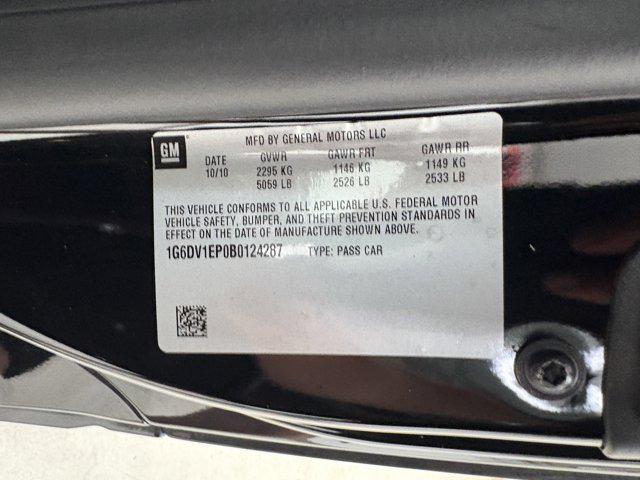 GM
MFD BY GENERAL MOTORS LLC
DATE GVWR GAWR FRT GAWR RR
10/10 2295 KG 1146 KG 1149 KG
5059 LB 2526 LB 2533 LB
THIS VEHICLE CONFORMS TO ALL APPLICABLE U.S. FEDERAL MOTOR
VEHICLE SAFETY, BUMPER, AND THEFT PREVENTION STANDARDS IN
EFFECT ON THE DATE OF MANUFACTURE SHOWN ABOVE.
1G6DV1EP0B0124287 TYPE: PASS CAR